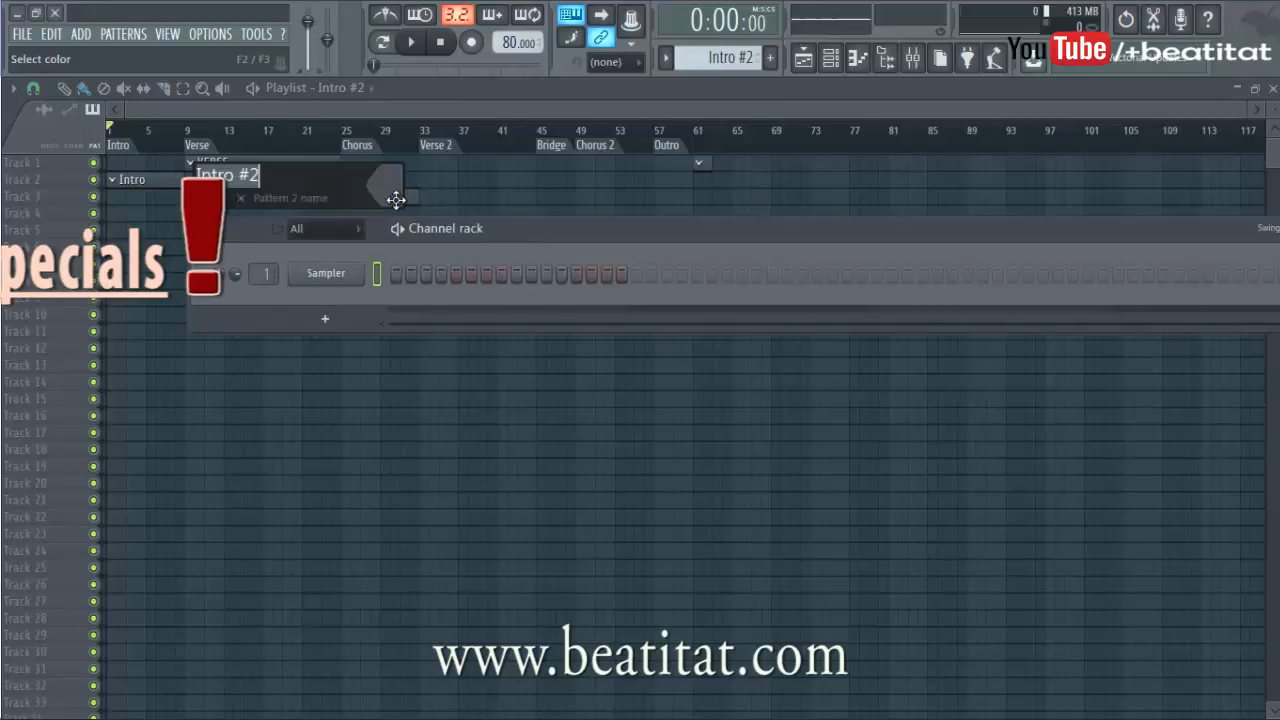 FILE EDIT ADD PATTERNS VIEW OPTIONS TOOLS ?
Select color F2 / F3
3.2.
80.000
(none)
0:00:00
M:S:CS
Intro #2
0
413 MB
0
YouTube/+beatitat
Playlist - Intro #2
1 5 9 13 17 21 25 29 33 37 41 45 49 53 57 61 65 69 73 77 81 85 89 93 97 101 105 109 113 117
Intro Verse Chorus Verse 2 Bridge Chorus 2 Outro
Track 1
Track 2
Intro
Intro #2
Pattern 2 name
Track 3
Track 4
Track 5
All
Channel rack
Swing
pecials!
1
Sampler
+
Track 10
Track 11
Track 12
Track 13
Track 14
Track 15
Track 16
Track 17
Track 18
Track 19
Track 20
Track 21
Track 22
Track 23
Track 24
Track 25
Track 26
Track 27
Track 28
Track 29
Track 30
Track 31
Track 32
Track 33
www.beatitat.com